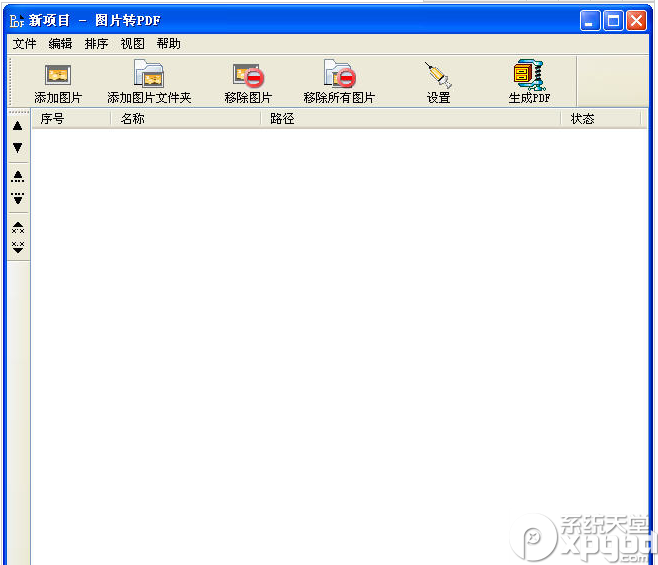 新项目 - 图片转PDF
文件 编辑 排序 视图 帮助
添加图片 添加图片文件夹 移除图片 移除所有图片 设置 生成PDF
序号 名称 路径 状态
系统天堂
xpgod
.com